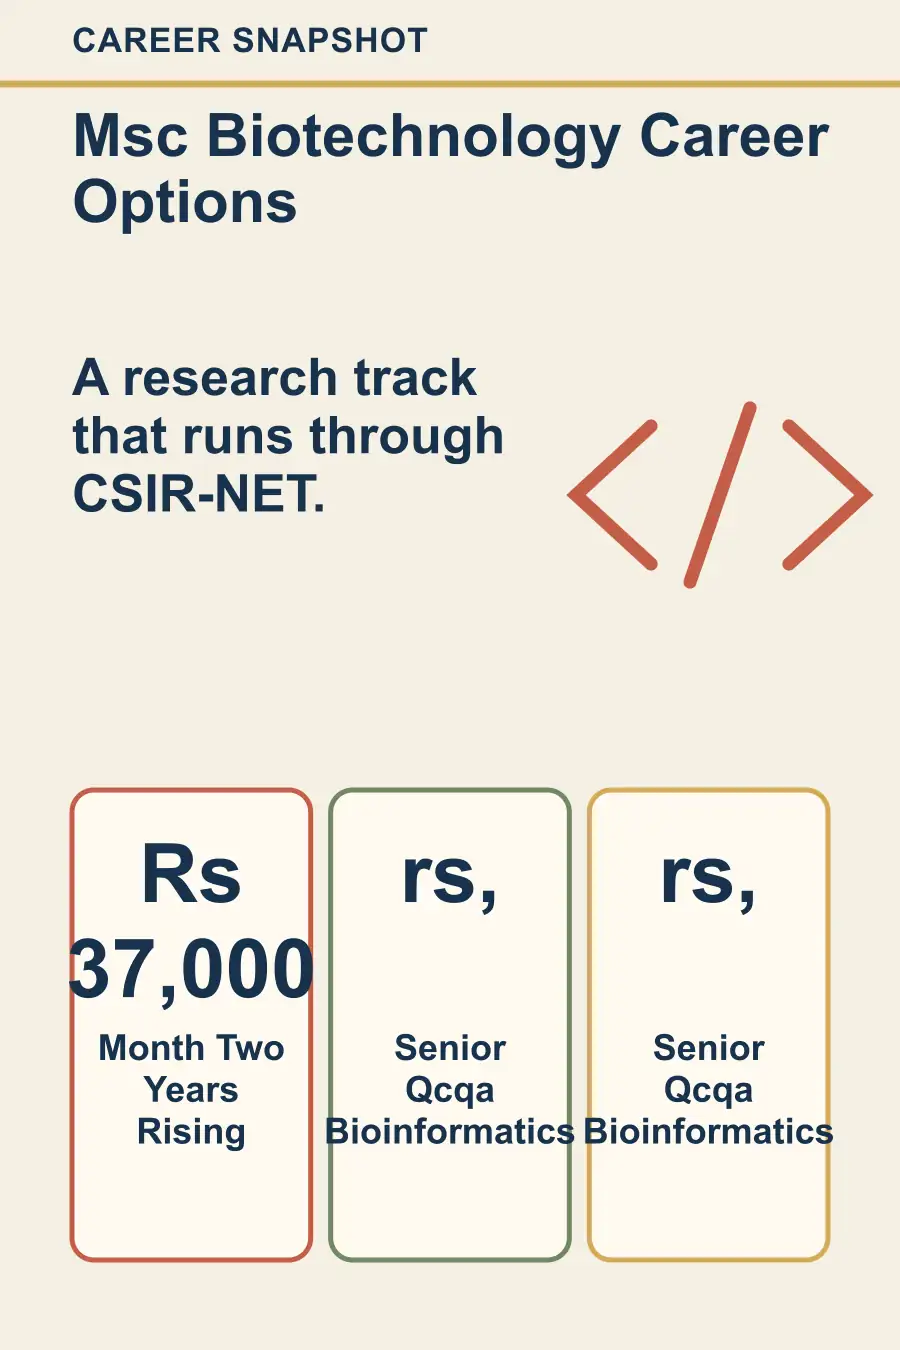 CAREER SNAPSHOT
Msc Biotechnology Career
Options
A research track
that runs through
CSIR-NET.
</>
Rs
37,000
Month Two
Years
Rising
rs,
Senior
Qcqa
Bioinformatics
rs,
Senior
Qcqa
Bioinformatics